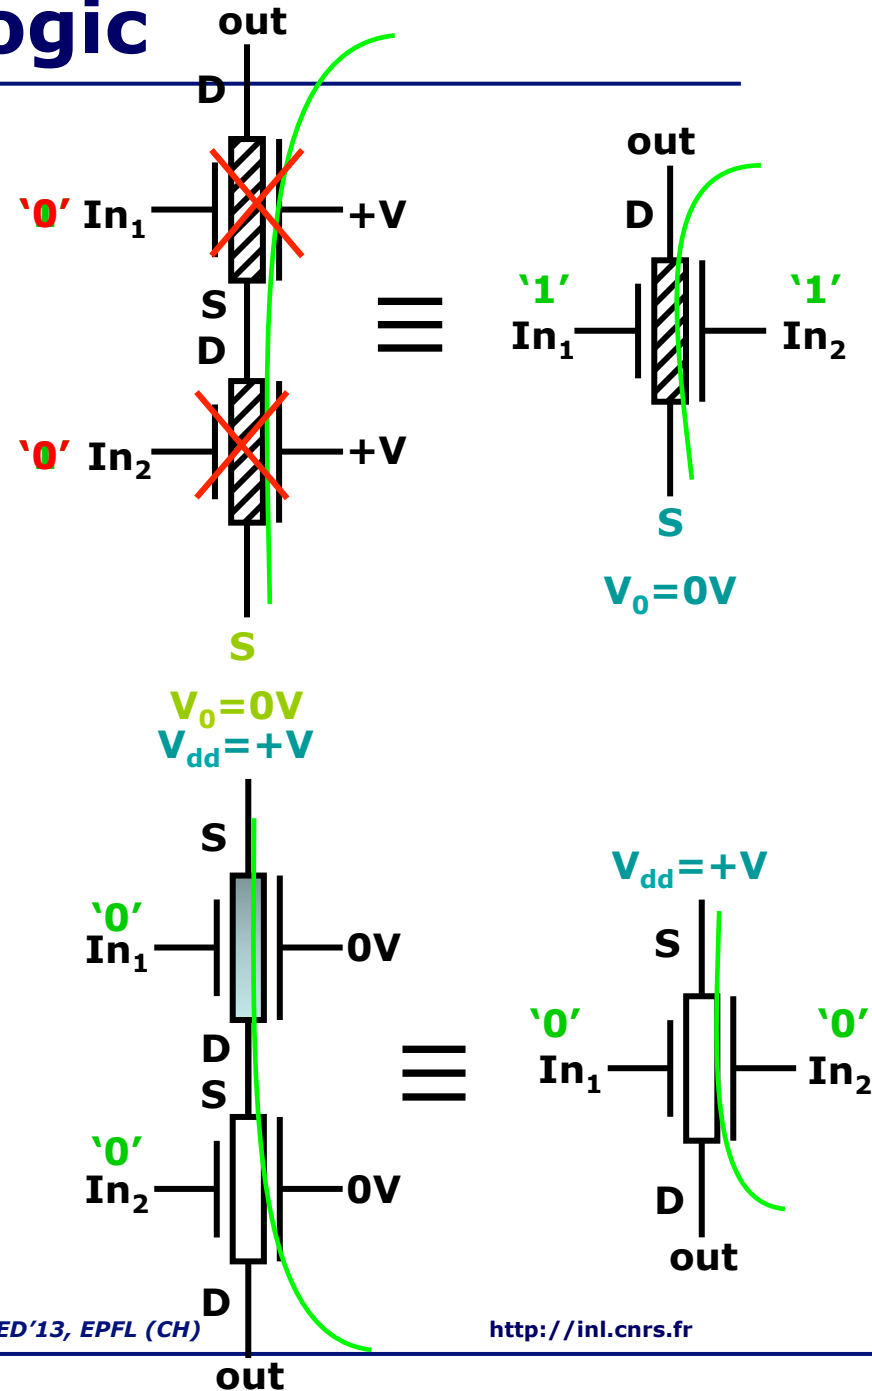 ogic
out
D
‘0’ In1 +V
S
D
‘0’ In2 +V
S
V0=0V
out
D
‘1’ ‘1’
In1 In2
S
V0=0V
Vdd=+V
S
‘0’
In1 0V
D
S
‘0’
In2 0V
D
out
Vdd=+V
S
‘0’ ‘0’
In1 In2
D
out
ED’13, EPFL (CH) http://inl.cnrs.fr